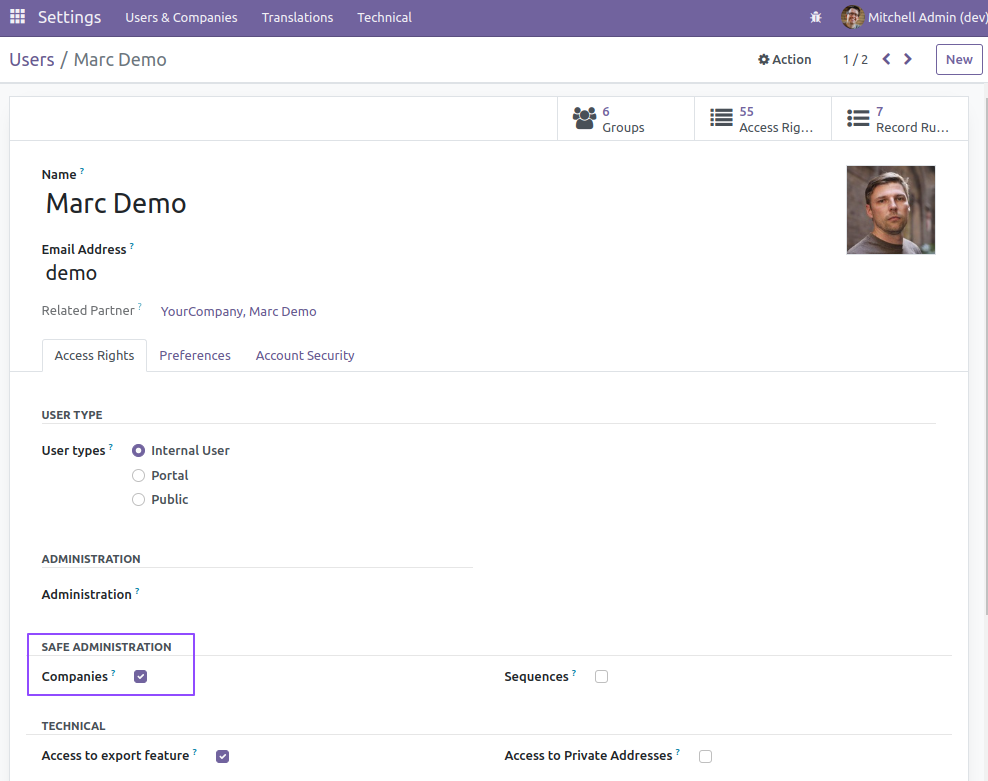 Settings Users & Companies Translations Technical Mitchell Admin (dev)
Users / Marc Demo Action 1 / 2 New
6 Groups
55 Access Rig...
7 Record Ru...
Name ?
Marc Demo
Email Address ?
demo
Related Partner ? YourCompany, Marc Demo
Access Rights Preferences Account Security
USER TYPE
User types ? Internal User
Portal
Public
ADMINISTRATION
Administration ?
SAFE ADMINISTRATION
Companies ? Sequences ?
TECHNICAL
Access to export feature ? Access to Private Addresses ?